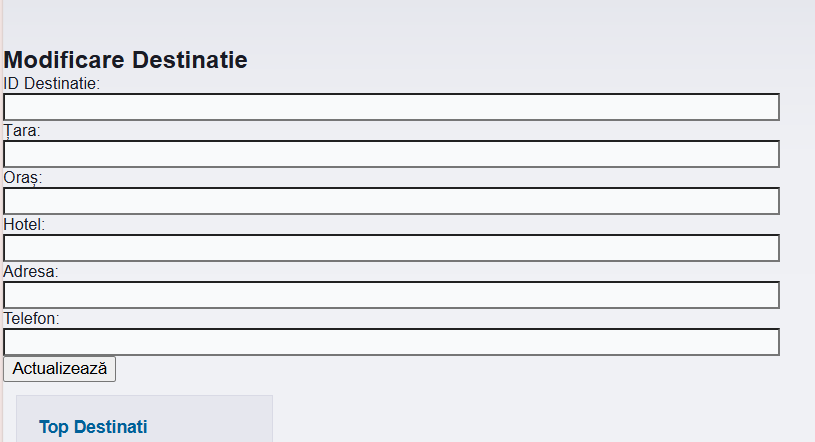 Modificare Destinatie
ID Destinatie:
Țara:
Oraș:
Hotel:
Adresa:
Telefon:
Actualizează
Top Destinati